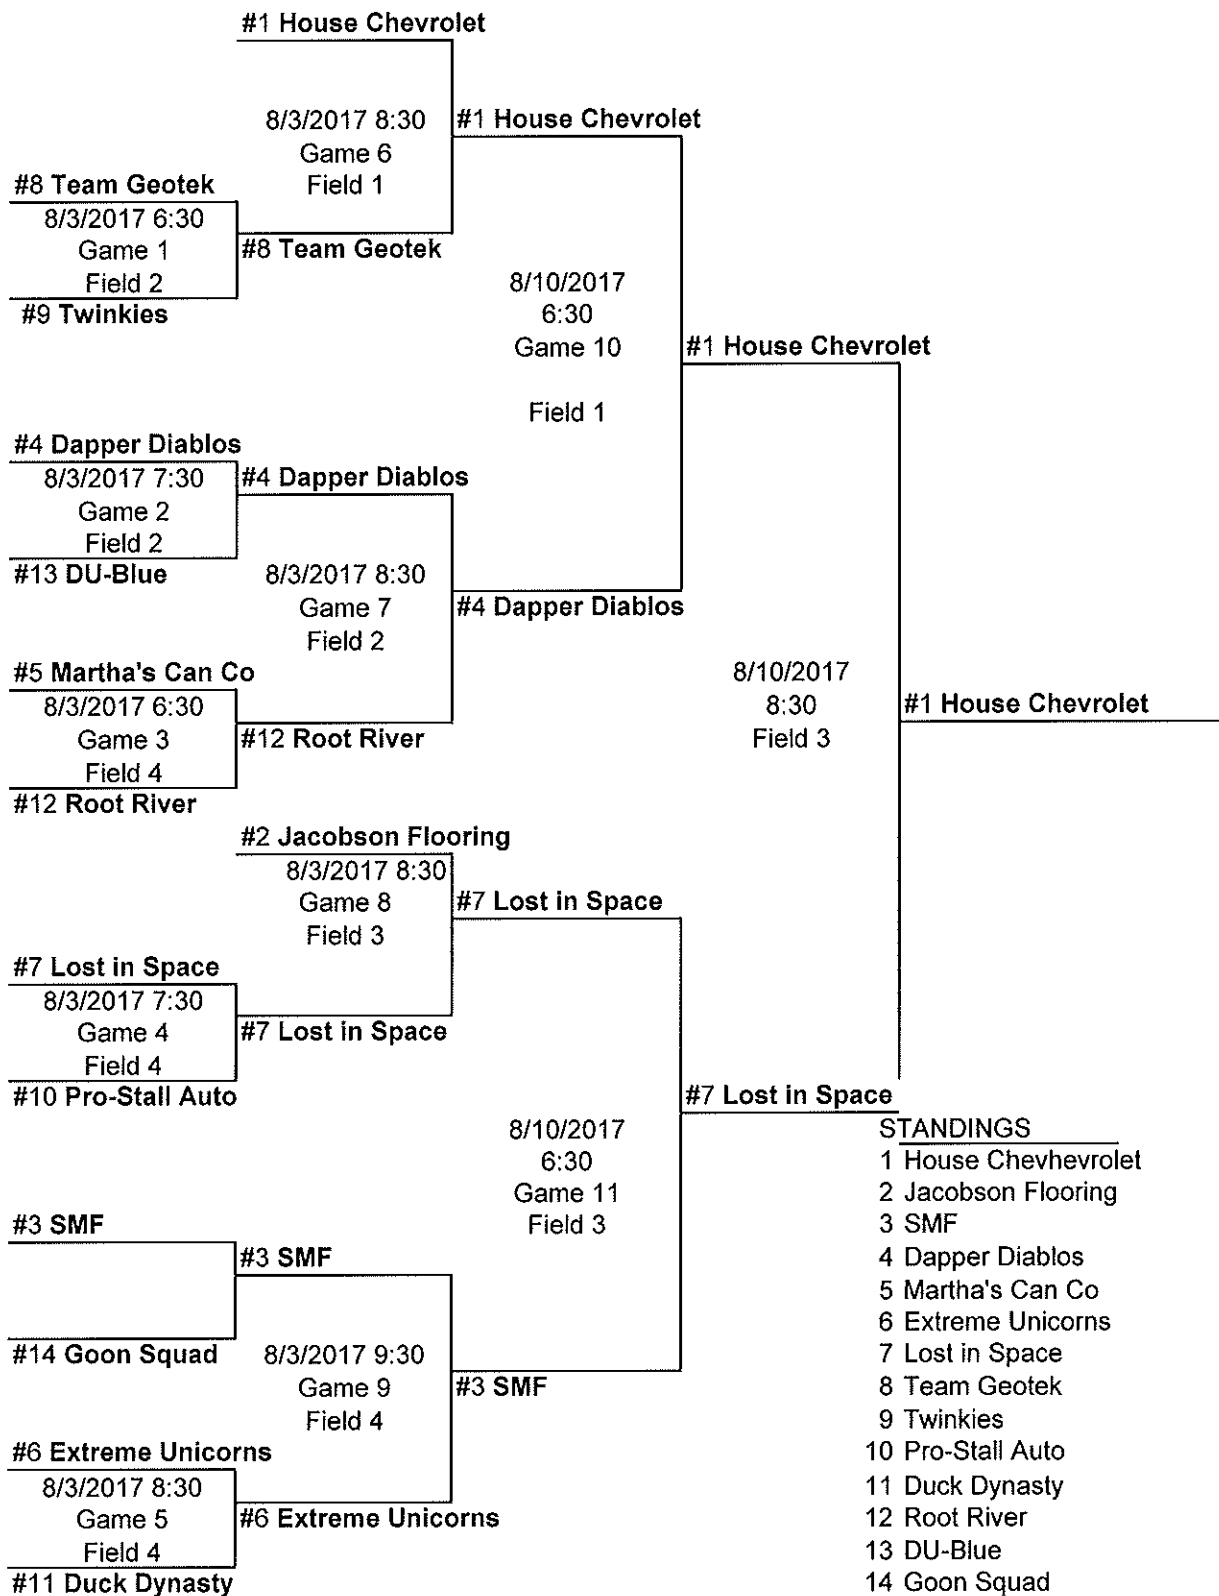 #1 House Chevrolet
8/3/2017 8:30
Game 6
Field 1
#1 House Chevrolet
#8 Team Geotek
8/3/2017 6:30
Game 1
Field 2
#9 Twinkies
#8 Team Geotek
8/10/2017
6:30
Game 10
Field 1
#1 House Chevrolet
#4 Dapper Diablos
8/3/2017 7:30
Game 2
Field 2
#13 DU-Blue
#4 Dapper Diablos
8/3/2017 8:30
Game 7
Field 2
#4 Dapper Diablos
#5 Martha's Can Co
8/3/2017 6:30
Game 3
Field 4
#12 Root River
#12 Root River
8/10/2017
8:30
Field 3
#1 House Chevrolet
#2 Jacobson Flooring
8/3/2017 8:30
Game 8
Field 3
#7 Lost in Space
#7 Lost in Space
8/3/2017 7:30
Game 4
Field 4
#10 Pro-Stall Auto
#7 Lost in Space
8/10/2017
6:30
Game 11
Field 3
#7 Lost in Space
#3 SMF
#14 Goon Squad
#3 SMF
8/3/2017 9:30
Game 9
Field 4
#3 SMF
#6 Extreme Unicorns
8/3/2017 8:30
Game 5
Field 4
#11 Duck Dynasty
#6 Extreme Unicorns
STANDINGS
1 House Chevhevrolet
2 Jacobson Flooring
3 SMF
4 Dapper Diablos
5 Martha's Can Co
6 Extreme Unicorns
7 Lost in Space
8 Team Geotek
9 Twinkies
10 Pro-Stall Auto
11 Duck Dynasty
12 Root River
13 DU-Blue
14 Goon Squad